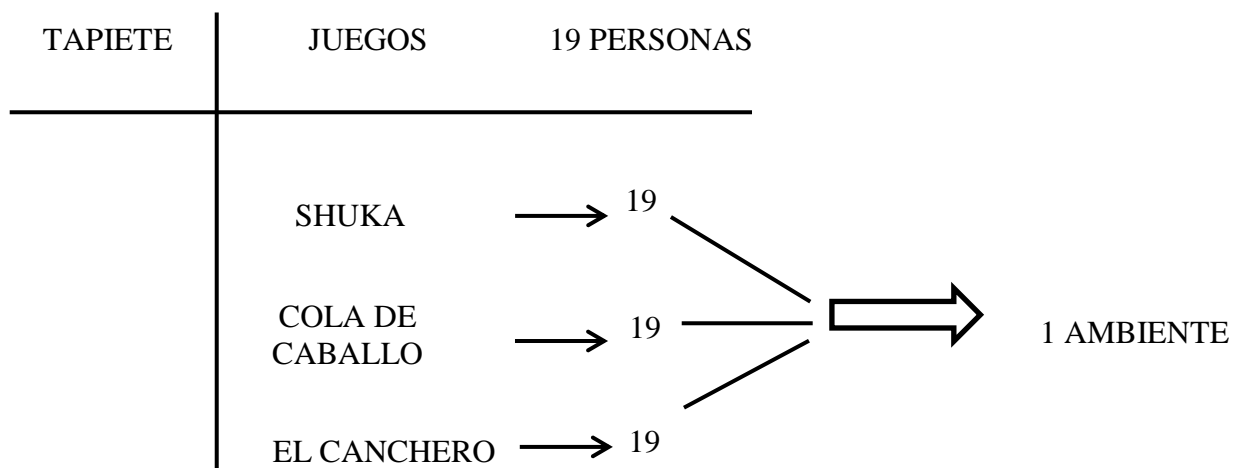 TAPIETE JUEGOS 19 PERSONAS
SHUKA 19
COLA DE
CABALLO 19
1 AMBIENTE
EL CANCHERO 19